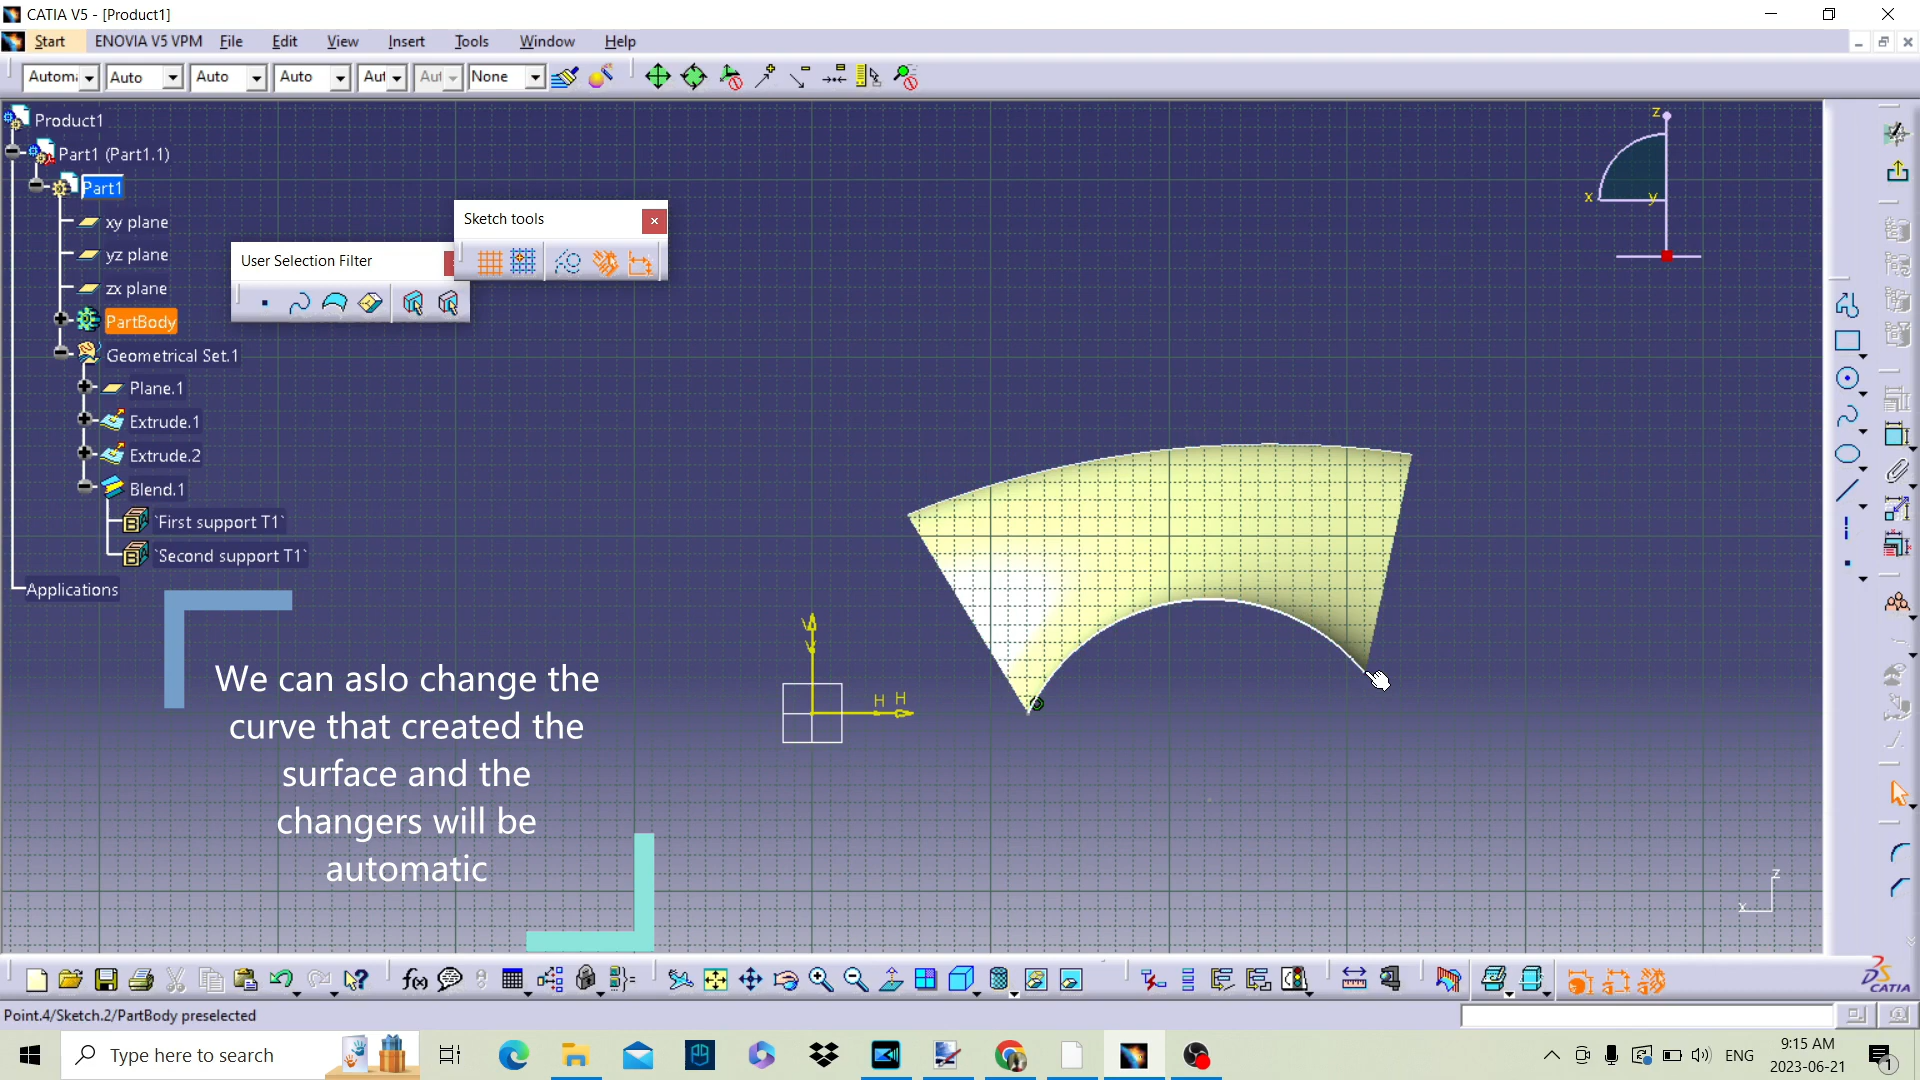 CATIA V5 - [Product1]
Start ENOVIA V5 VPM File Edit View Insert Tools Window Help
Auto Auto Auto Aut Aut None
Product1
Part1 (Part1.1)
Part1
xy plane
yz plane
zx plane
PartBody
Geometrical Set.1
Plane.1
Extrude.1
Extrude.2
Blend.1
`First support T1`
`Second support T1`
Applications
Sketch tools
User Selection Filter
z
x y
V
V
H H
z
x
We can aslo change the
curve that created the
surface and the
changers will be
automatic
f(x)
CATIA
Point.4/Sketch.2/PartBody preselected
Type here to search
ENG
9:15 AM
2023-06-21
1